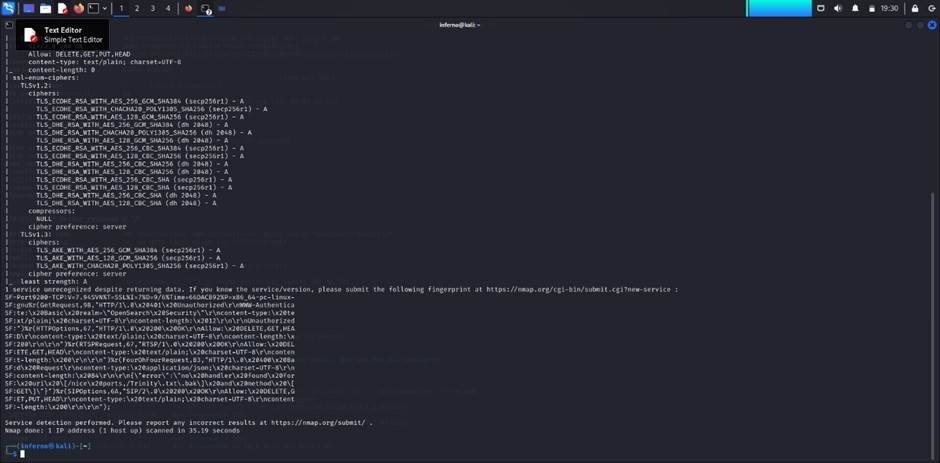 1 2 3 4
19:30
Text Editor
Simple Text Editor
inferno@kali: ~
| Allow: DELETE,GET,PUT,HEAD
| content-type: text/plain; charset=UTF-8
|_ content-length: 0
| ssl-enum-ciphers:
| TLSv1.2:
| ciphers:
| TLS_ECDHE_RSA_WITH_AES_256_GCM_SHA384 (secp256r1) - A
| TLS_ECDHE_RSA_WITH_CHACHA20_POLY1305_SHA256 (secp256r1) - A
| TLS_ECDHE_RSA_WITH_AES_128_GCM_SHA256 (secp256r1) - A
| TLS_DHE_RSA_WITH_AES_256_GCM_SHA384 (dh 2048) - A
| TLS_DHE_RSA_WITH_CHACHA20_POLY1305_SHA256 (dh 2048) - A
| TLS_DHE_RSA_WITH_AES_128_GCM_SHA256 (dh 2048) - A
| TLS_ECDHE_RSA_WITH_AES_256_CBC_SHA384 (secp256r1) - A
| TLS_ECDHE_RSA_WITH_AES_128_CBC_SHA256 (secp256r1) - A
| TLS_DHE_RSA_WITH_AES_256_CBC_SHA256 (dh 2048) - A
| TLS_DHE_RSA_WITH_AES_128_CBC_SHA256 (dh 2048) - A
| TLS_ECDHE_RSA_WITH_AES_256_CBC_SHA (secp256r1) - A
| TLS_ECDHE_RSA_WITH_AES_128_CBC_SHA (secp256r1) - A
| TLS_DHE_RSA_WITH_AES_256_CBC_SHA (dh 2048) - A
| TLS_DHE_RSA_WITH_AES_128_CBC_SHA (dh 2048) - A
| compressors:
| NULL
| cipher preference: server
| TLSv1.3:
| ciphers:
| TLS_AKE_WITH_AES_256_GCM_SHA384 (secp256r1) - A
| TLS_AKE_WITH_AES_128_GCM_SHA256 (secp256r1) - A
| TLS_AKE_WITH_CHACHA20_POLY1305_SHA256 (secp256r1) - A
| cipher preference: server
|_ least strength: A
1 service unrecognized despite returning data. If you know the service/version, please submit the following fingerprint at https://nmap.org/cgi-bin/submit.cgi?new-service :
SF-Port9200-TCP:V=7.94SVN%T=SSL%I=7%D=9/6%Time=66DAC892%P=x86_64-pc-linux-
SF:gnu%r(GetRequest,9B,"HTTP/1\.0\x20401\x20Unauthorized\r\nWWW-Authentica
SF:te:\x20Basic\x20realm=\"OpenSearch\x20Security\"\r\ncontent-type:\x20te
SF:xt/plain;\x20charset=UTF-8\r\ncontent-length:\x2012\r\n\r\nUnauthorized
SF:")%r(HTTPOptions,67,"HTTP/1\.0\x20200\x20OK\r\nAllow:\x20DELETE,GET,HEA
SF:D\r\ncontent-type:\x20text/plain;\x20charset=UTF-8\r\ncontent-length:\x
SF:200\r\n\r\n")%r(RTSPRequest,67,"RTSP/1\.0\x20200\x20OK\r\nAllow:\x20DEL
SF:ETE,GET,HEAD\r\ncontent-type:\x20text/plain;\x20charset=UTF-8\r\nconten
SF:t-length:\x200\r\n\r\n")%r(FourOhFourRequest,83,"HTTP/1\.0\x20400\x20Ba
SF:d\x20Request\r\ncontent-type:\x20application/json;\x20charset=UTF-8\r\n
SF:content-length:\x2084\r\n\r\n{\"error\":\"no\x20handler\x20found\x20for
SF:\x20uri\x20\[/nice\x20ports,/Trinity\.txt\.bak\]\x20and\x20method\x20\[
SF:GET\]\"}")%r(SIPOptions,6A,"SIP/2\.0\x20200\x20OK\r\nAllow:\x20DELETE,G
SF:ET,PUT,HEAD\r\ncontent-type:\x20text/plain;\x20charset=UTF-8\r\ncontent
SF:-length:\x200\r\n\r\n");
Service detection performed. Please report any incorrect results at https://nmap.org/submit/ .
Nmap done: 1 IP address (1 host up) scanned in 35.19 seconds
(inferno㉿kali)-[~]
$